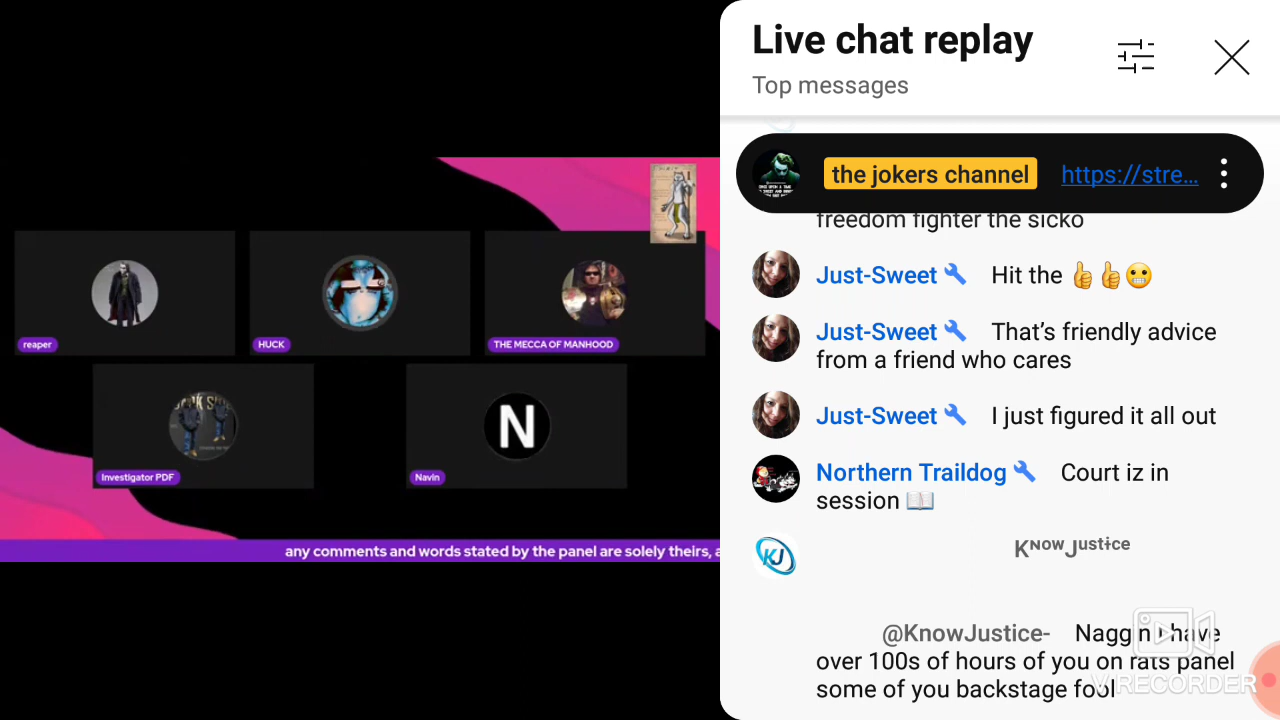 Live chat replay
Top messages
the jokers channel https://stre...
freedom fighter the sicko
Just-Sweet Hit the 👍👍😬
Just-Sweet That's friendly advice
from a friend who cares
Just-Sweet I just figured it all out
Northern Traildog Court iz in
session 📖
KJ
KnowJustice
@KnowJustice- Naggin I have
over 100s of hours of you on rats panel
some of you backstage fool
VIRECORDER
reaper
HUCK
THE MECCA OF MANHOOD
N
Investigator PDF
Navin
any comments and words stated by the panel are solely theirs, a